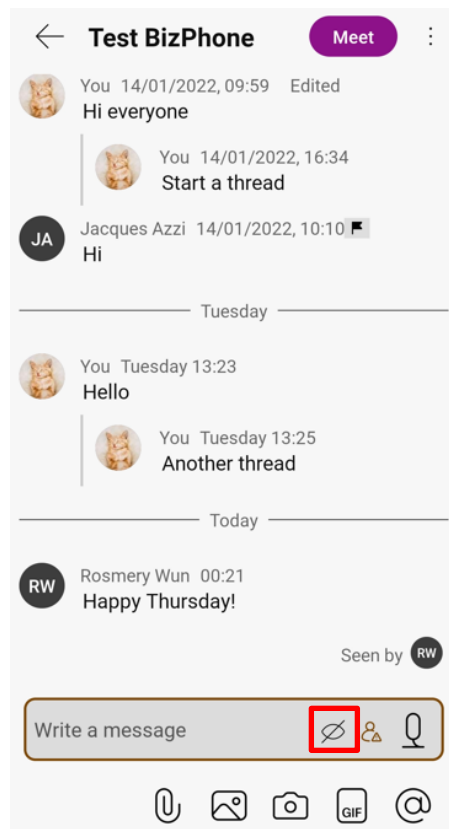 Test BizPhone Meet
You 14/01/2022, 09:59 Edited
Hi everyone
You 14/01/2022, 16:34
Start a thread
JA Jacques Azzi 14/01/2022, 10:10
Hi
Tuesday
You Tuesday 13:23
Hello
You Tuesday 13:25
Another thread
Today
RW Rosmery Wun 00:21
Happy Thursday!
Seen by RW
Write a message
GIF @